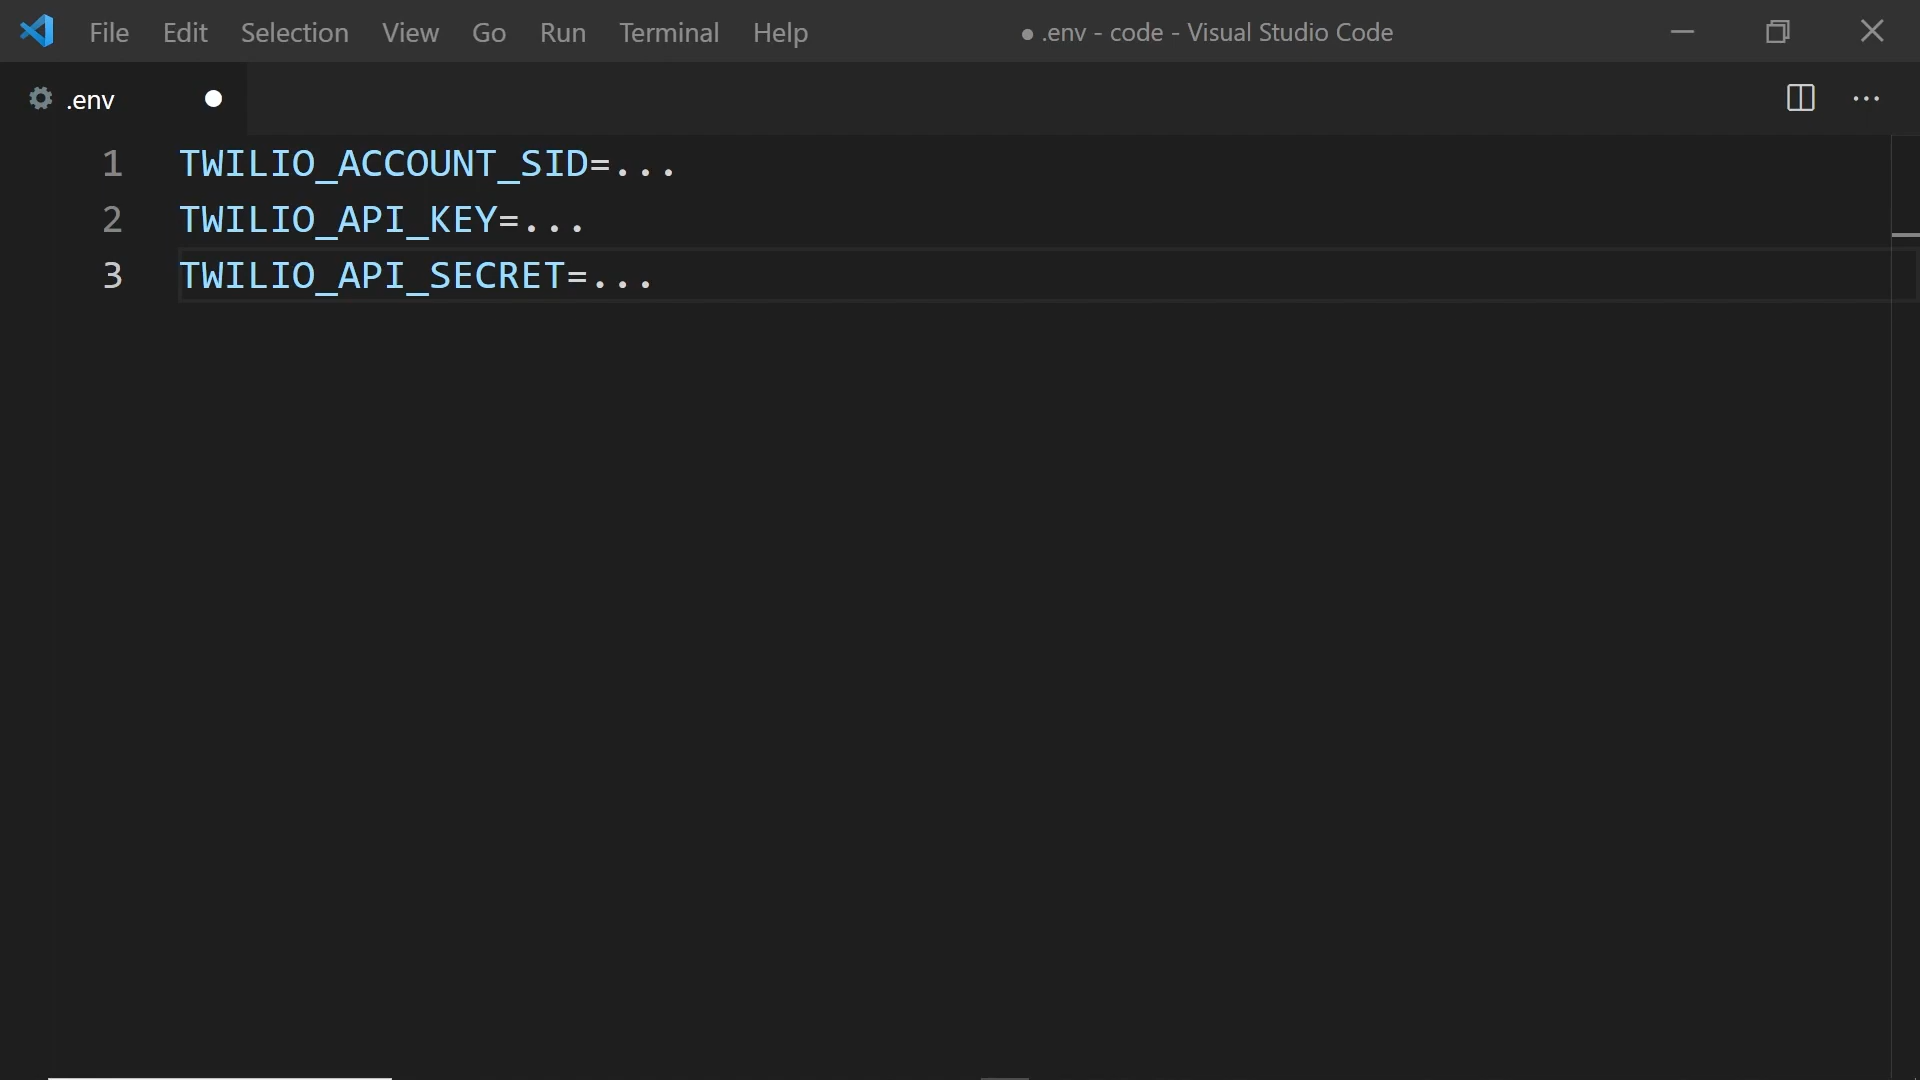 File Edit Selection View Go Run Terminal Help ● .env - code - Visual Studio Code
.env
1 TWILIO_ACCOUNT_SID=...
2 TWILIO_API_KEY=...
3 TWILIO_API_SECRET=...